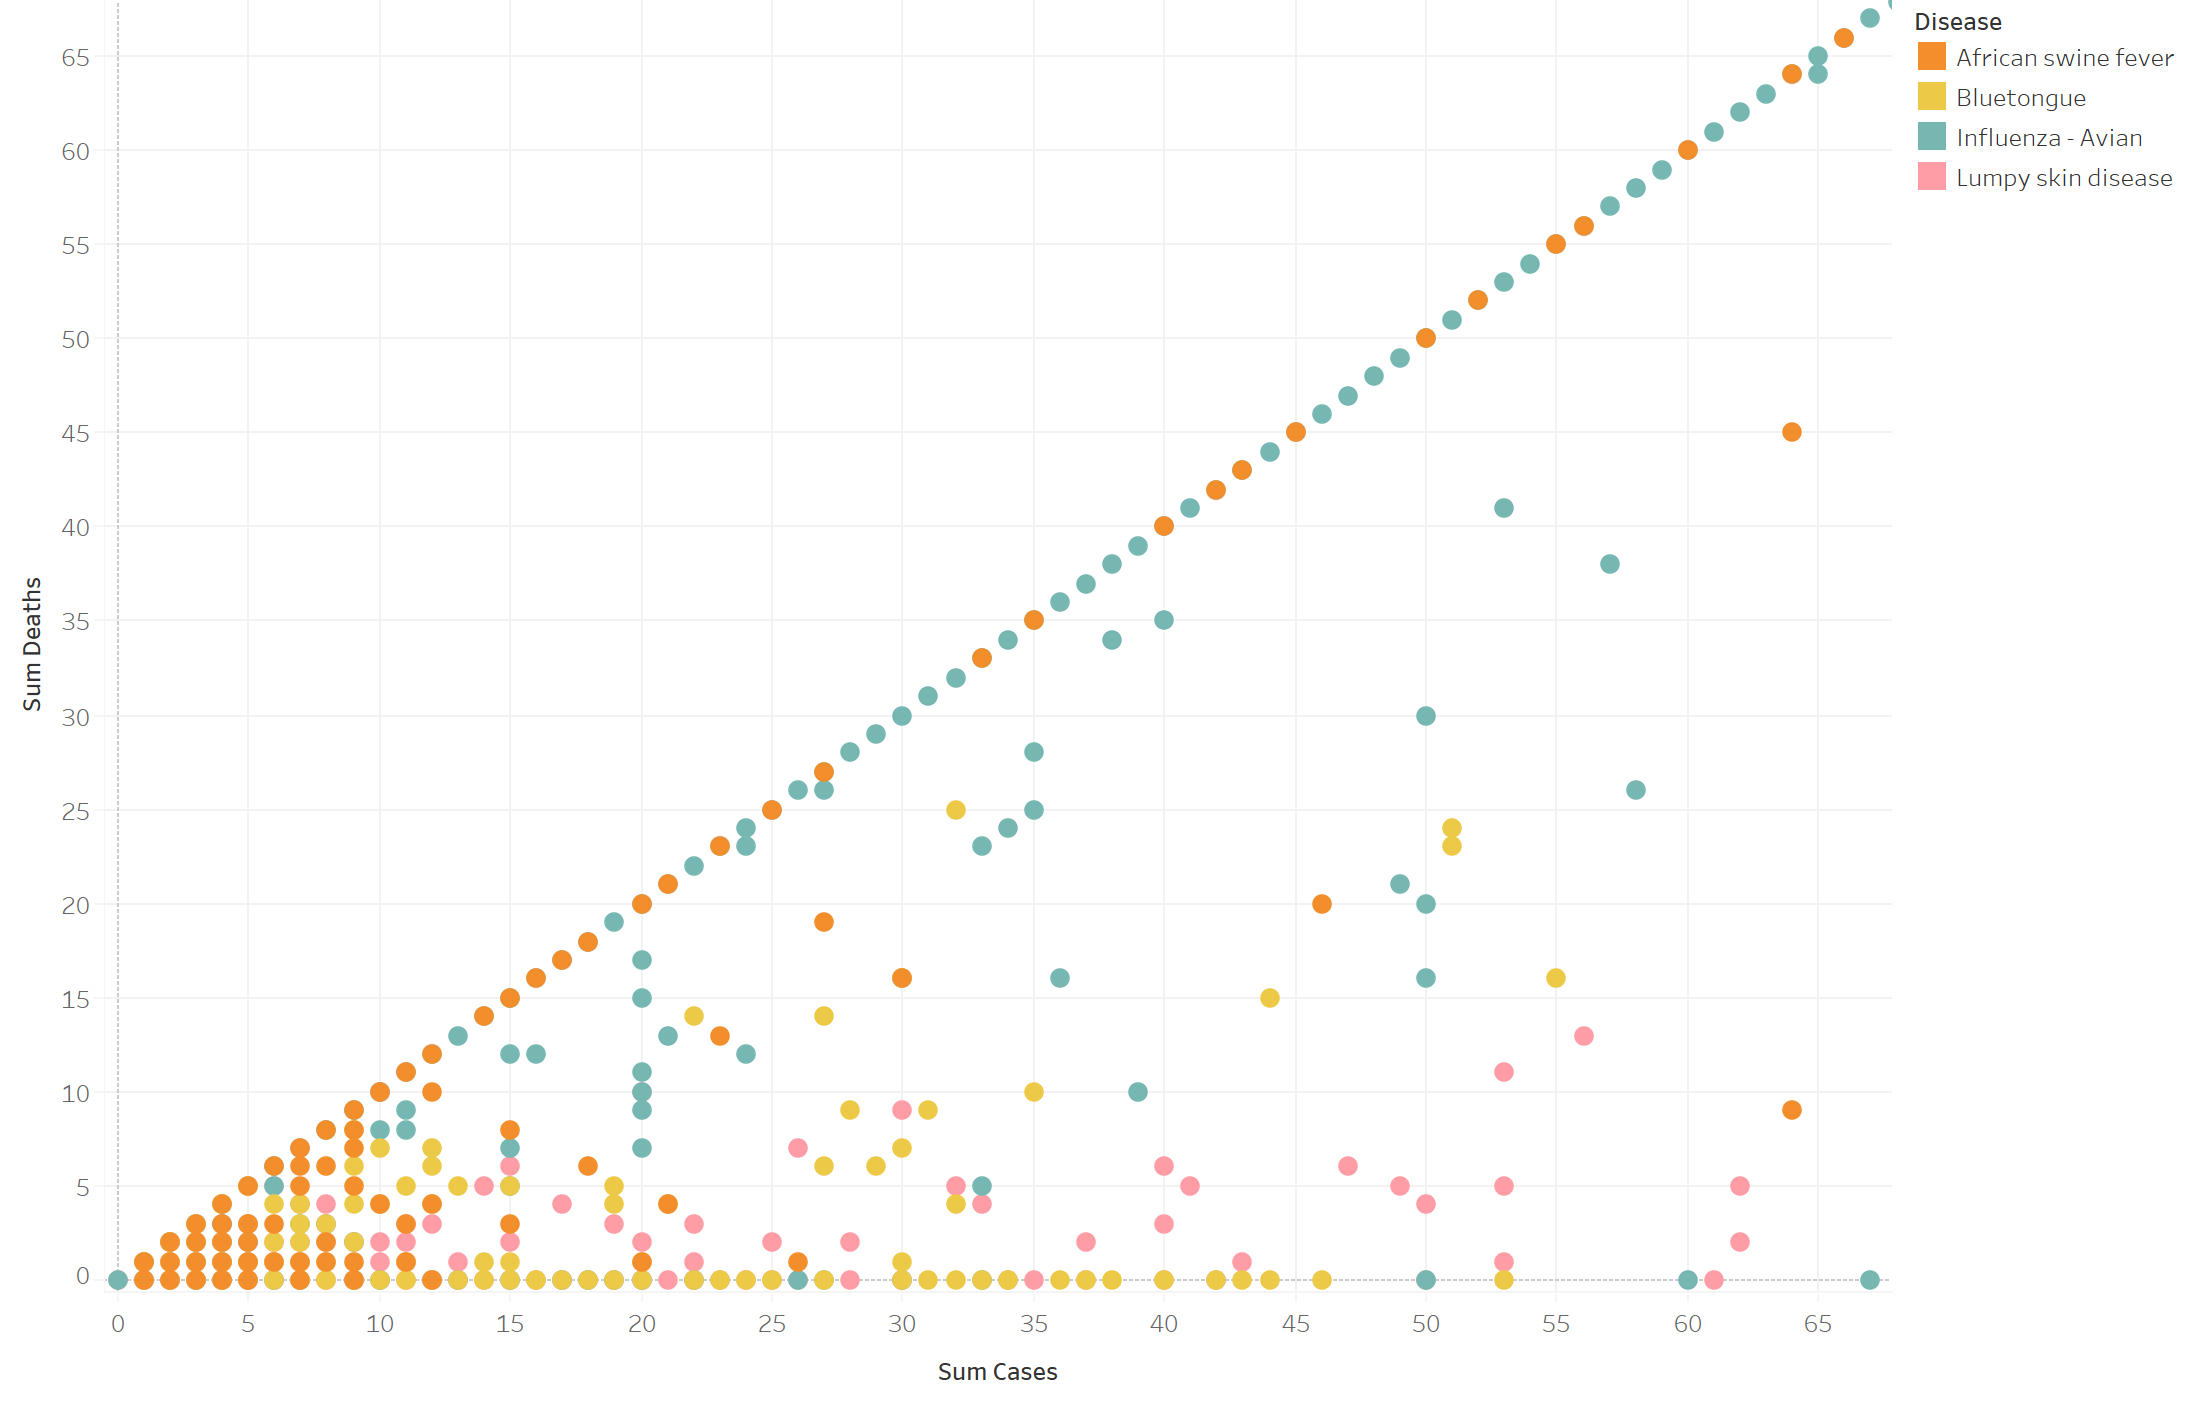 Disease
African swine fever
Bluetongue
Influenza - Avian
Lumpy skin disease
Sum Deaths
65
60
55
50
45
40
35
30
25
20
15
10
5
0
0 5 10 15 20 25 30 35 40 45 50 55 60 65
Sum Cases